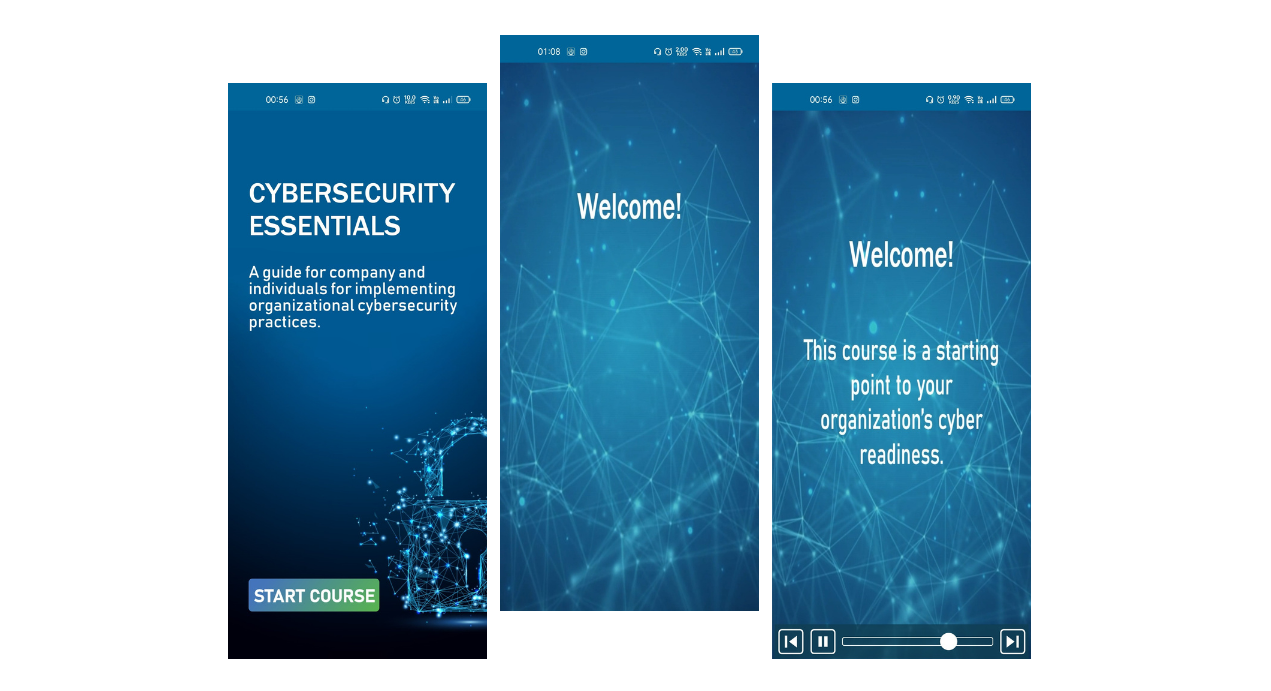 00:56
CYBERSECURITY
ESSENTIALS
A guide for company and
individuals for implementing
organizational cybersecurity
practices.
START COURSE
01:08
Welcome!
00:56
Welcome!
This course is a starting
point to your
organization's cyber
readiness.